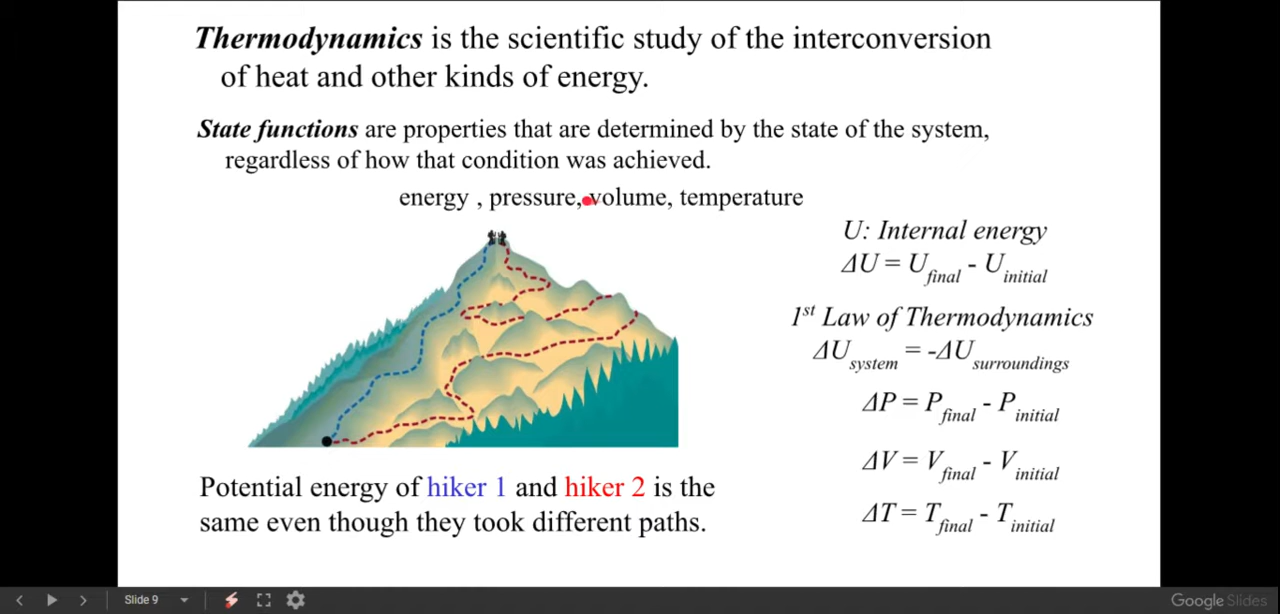 Thermodynamics is the scientific study of the interconversion
of heat and other kinds of energy.
State functions are properties that are determined by the state of the system,
regardless of how that condition was achieved.
energy , pressure, volume, temperature
U: Internal energy
ΔU = U final - U initial
1st Law of Thermodynamics
ΔU system = -ΔU surroundings
ΔP = P final - P initial
ΔV = V final - V initial
ΔT = T final - T initial
Potential energy of hiker 1 and hiker 2 is the
same even though they took different paths.
Slide 9
Google Slides